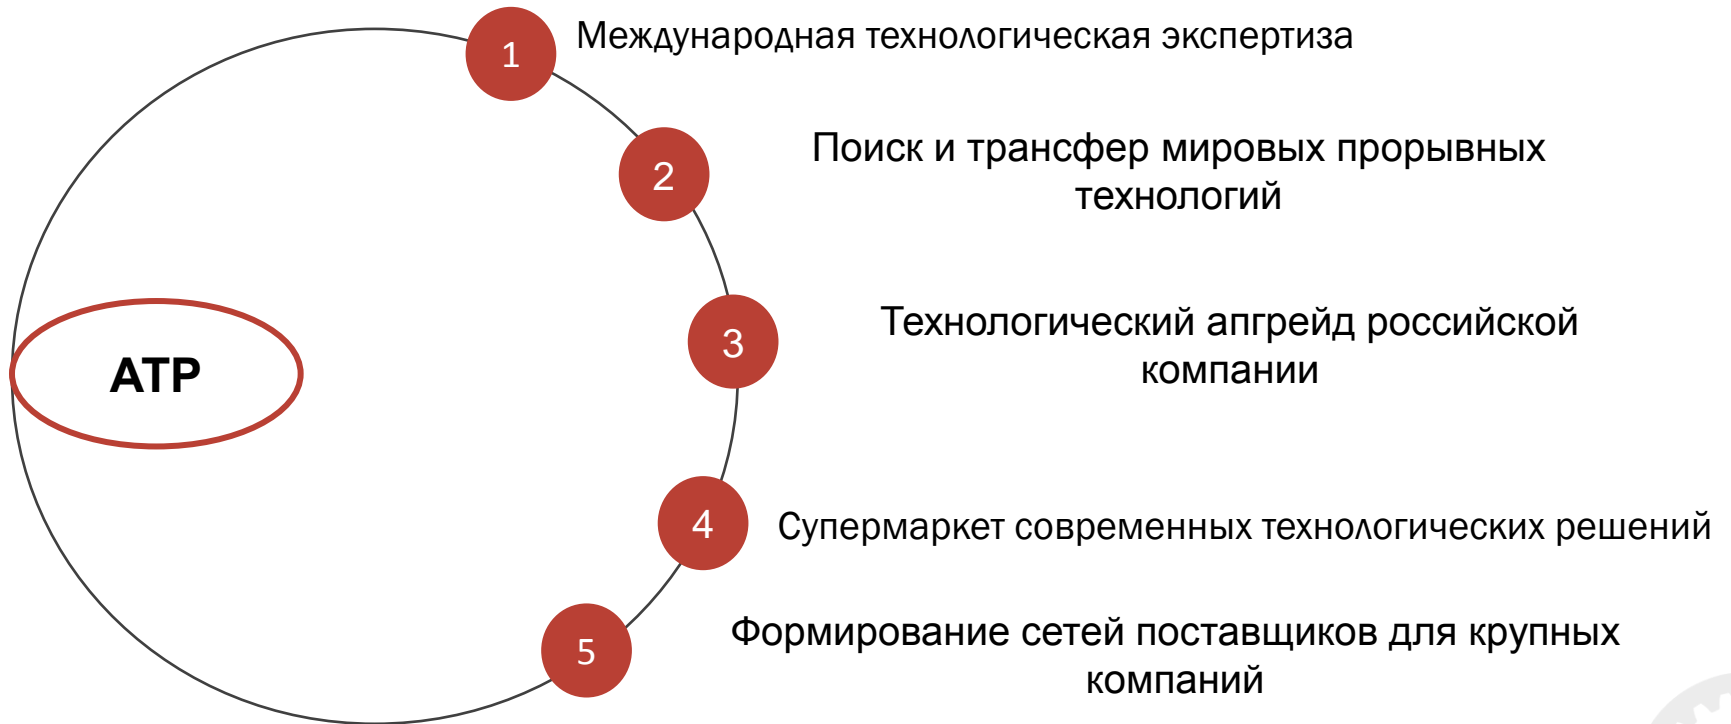 1 Международная технологическая экспертиза
2 Поиск и трансфер мировых прорывных
технологий
3 Технологический апгрейд российской
компании
АТР
4 Супермаркет современных технологических решений
5 Формирование сетей поставщиков для крупных
компаний